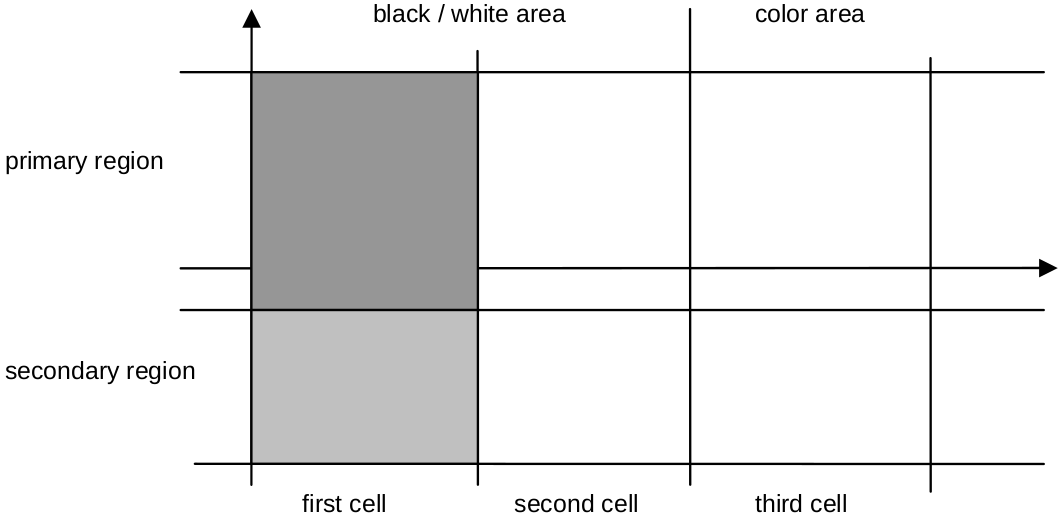 black / white area
color area
primary region
secondary region
first cell
second cell
third cell